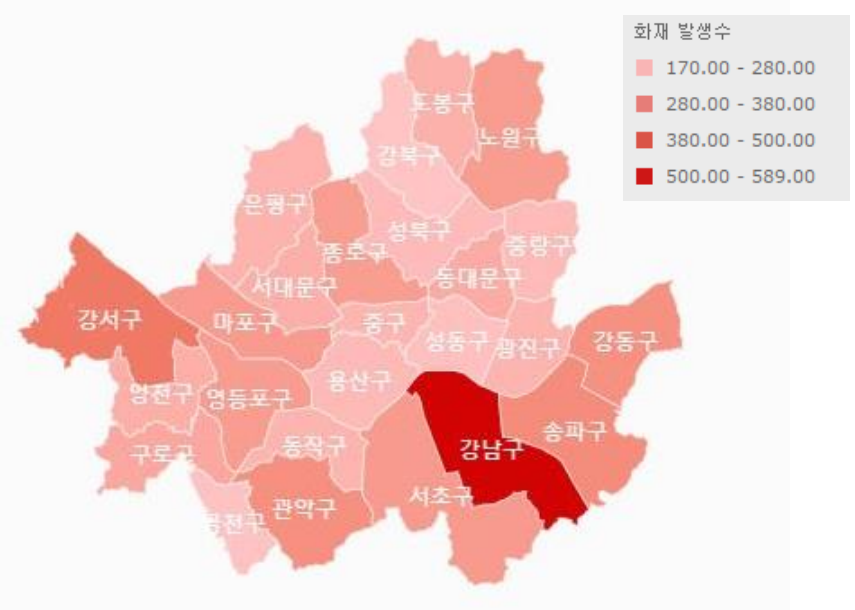 화재 발생수
170.00 - 280.00
280.00 - 380.00
380.00 - 500.00
500.00 - 589.00
도봉구
노원구
강북구
은평구
성북구
중랑구
종로구
동대문구
서대문구
강서구
마포구
중구
성동구
광진구
강동구
용산구
양천구
영등포구
송파구
동작구
강남구
구로구
서초구
관악구
금천구